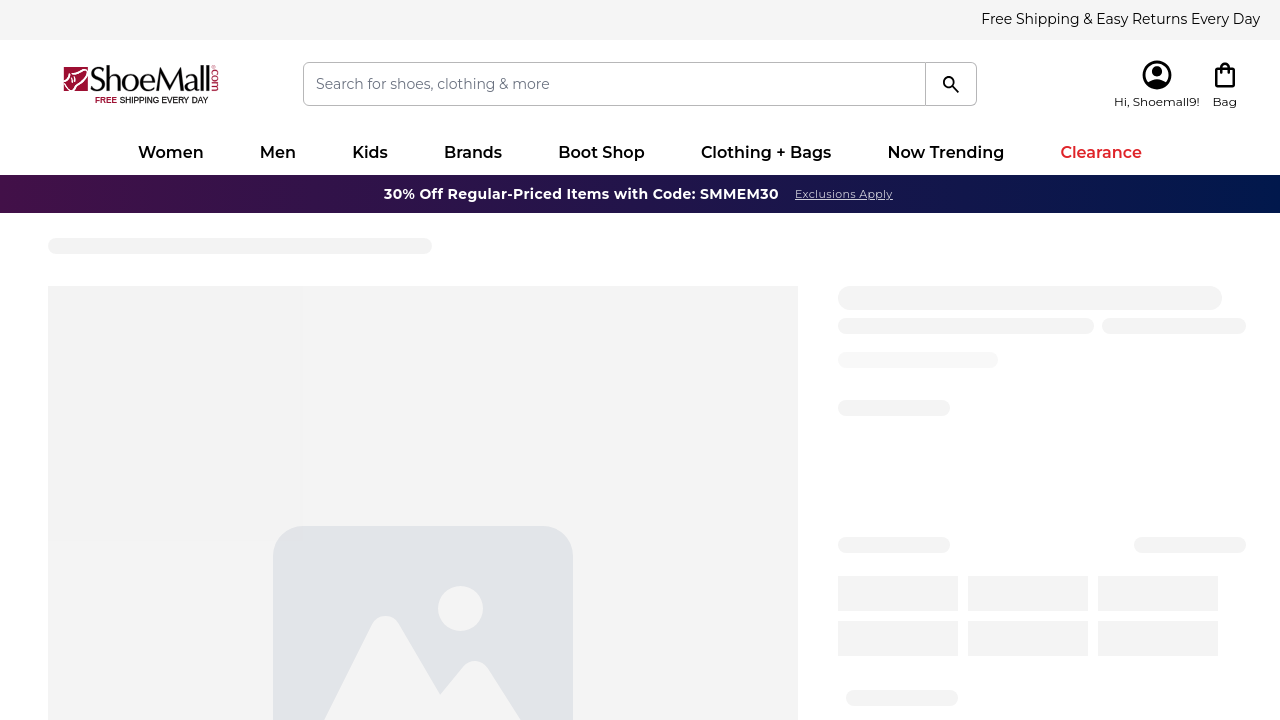 Free Shipping & Easy Returns Every Day
ShoeMall.com
FREE SHIPPING EVERY DAY
Search for shoes, clothing & more
Hi, Shoemall9!
Bag
Women
Men
Kids
Brands
Boot Shop
Clothing + Bags
Now Trending
Clearance
30% Off Regular-Priced Items with Code: SMMEM30
Exclusions Apply